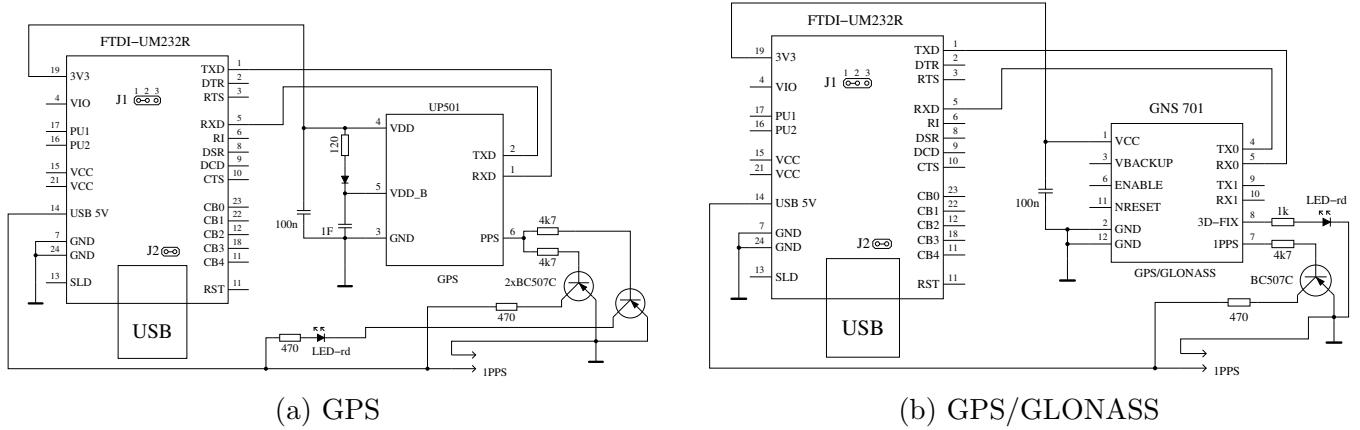 FTDI−UM232R
19 3V3
4 VIO
17 PU1
16 PU2
15 VCC
21 VCC
14 USB 5V
7 GND
24 GND
13 SLD
J1 1 2 3
J2
TXD 1
DTR 2
RTS 3
RXD 5
RI 6
DSR 8
DCD 9
CTS 10
CB0 23
CB1 22
CB2 12
CB3 18
CB4 11
RST 11
USB
UP501
4 VDD
5 VDD_B
3 GND
TXD 2
RXD 1
PPS 6
GPS
120
1F
100n
4k7
4k7
2xBC507C
470
470
LED−rd
1PPS
(a) GPS
FTDI−UM232R
19 3V3
4 VIO
17 PU1
16 PU2
15 VCC
21 VCC
14 USB 5V
7 GND
24 GND
13 SLD
J1 1 2 3
J2
TXD 1
DTR 2
RTS 3
RXD 5
RI 6
DSR 8
DCD 9
CTS 10
CB0 23
CB1 22
CB2 12
CB3 18
CB4 11
RST 11
USB
GNS 701
1 VCC
3 VBACKUP
6 ENABLE
11 NRESET
2 GND
12 GND
TX0 4
RX0 5
TX1 9
RX1 10
3D−FIX 8
1PPS 7
GPS/GLONASS
100n
1k
LED−rd
4k7
BC507C
470
1PPS
(b) GPS/GLONASS